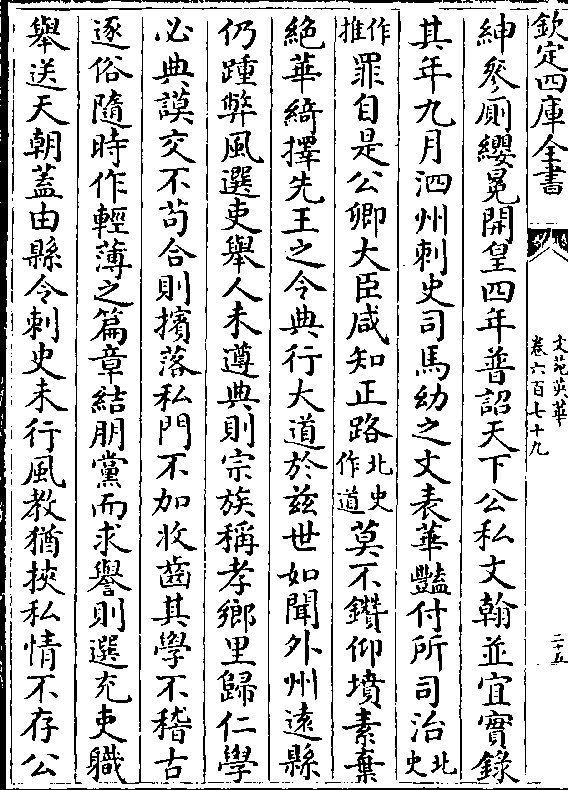 欽定四庫全書
文苑英華
卷六百七十九
二十五
紳參厠纓冕開皇四年普詔天下公私文翰並宜實錄
其年九月泗州刺史司馬幼之文表華豔付所司治北史
作推罪自是公卿大臣咸知正路北史作道莫不鑽仰墳素棄
絶華綺擇先王之令典行大道於兹世如聞外州遠縣
仍踵弊風選吏舉人未遵典則宗族稱孝鄉里歸仁學
必典謨交不苟合則擯落私門不加收齒其學不稽古
逐俗隨時作輕薄之篇章結朋黨而求譽則選充吏職
舉送天朝蓋由縣令刺史未行風教猶挾私情不存公